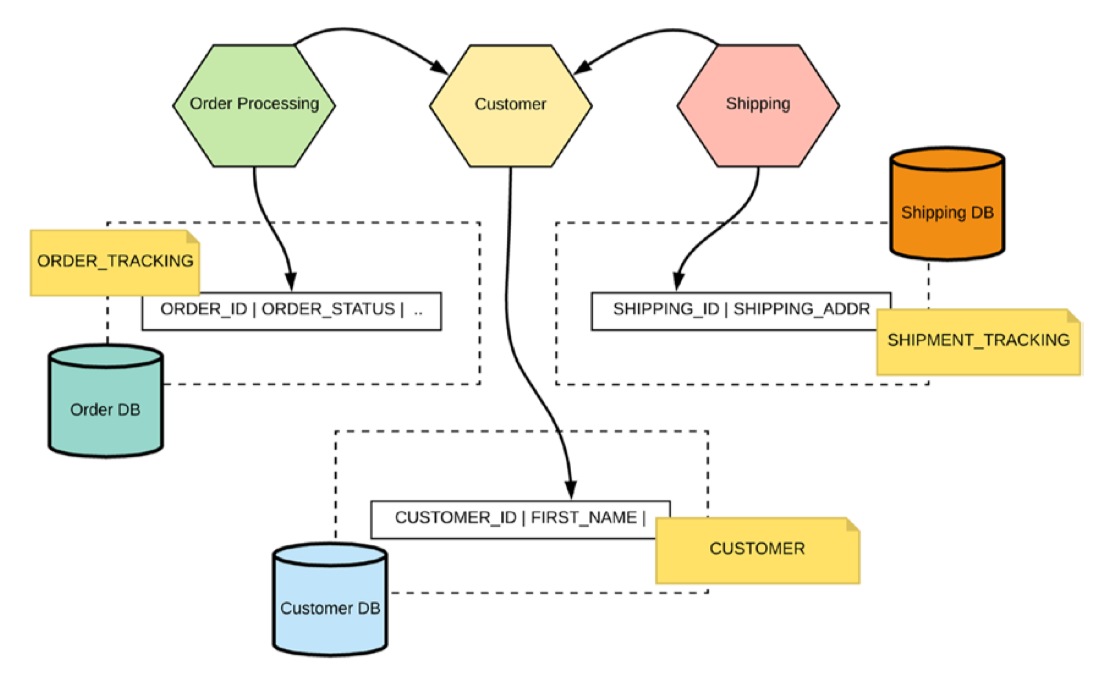 Order Processing
Customer
Shipping
Shipping DB
ORDER_TRACKING
ORDER_ID | ORDER_STATUS | ..
SHIPPING_ID | SHIPPING_ADDR
SHIPMENT_TRACKING
Order DB
CUSTOMER_ID | FIRST_NAME |
CUSTOMER
Customer DB